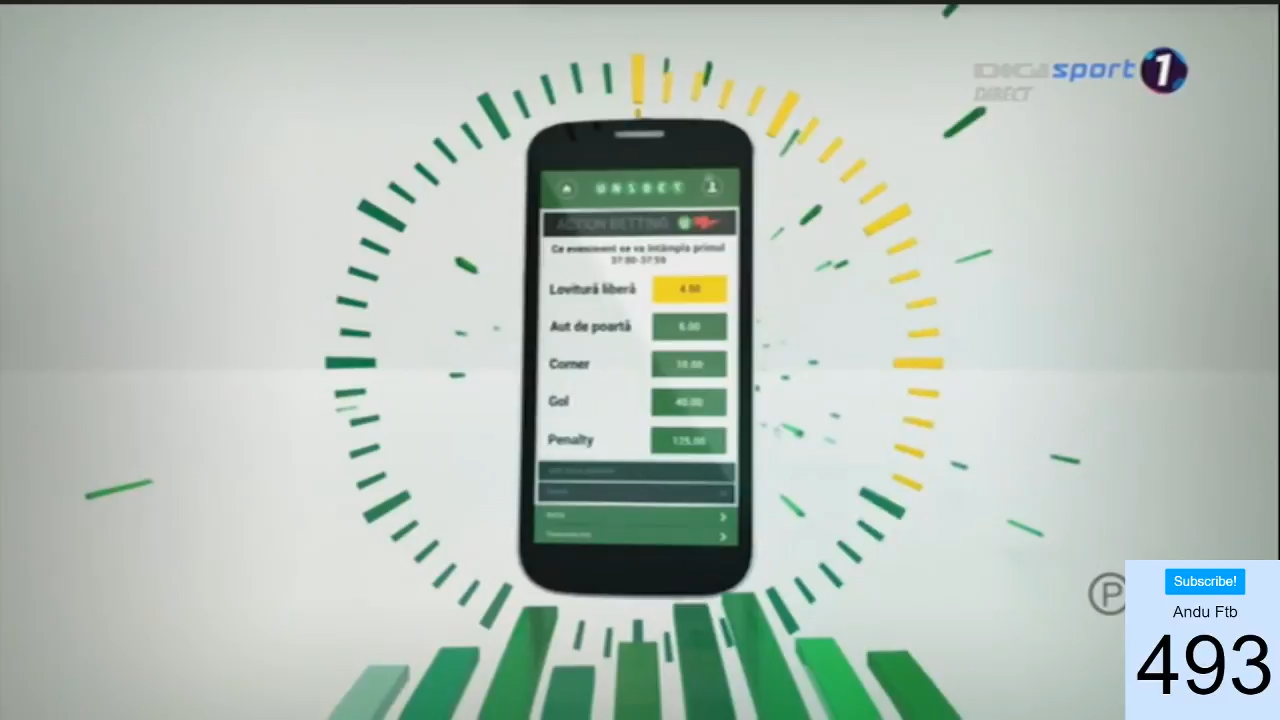 DIGI sport 1
DIRECT
UNIBET
ACTION BETTING
Ce eveniment se va întâmpla primul
37:00-37:59
Lovitură liberă 4.50
Aut de poartă 6.00
Corner 10.00
Gol 40.00
Penalty 125.00
P
Subscribe!
Andu Ftb
493